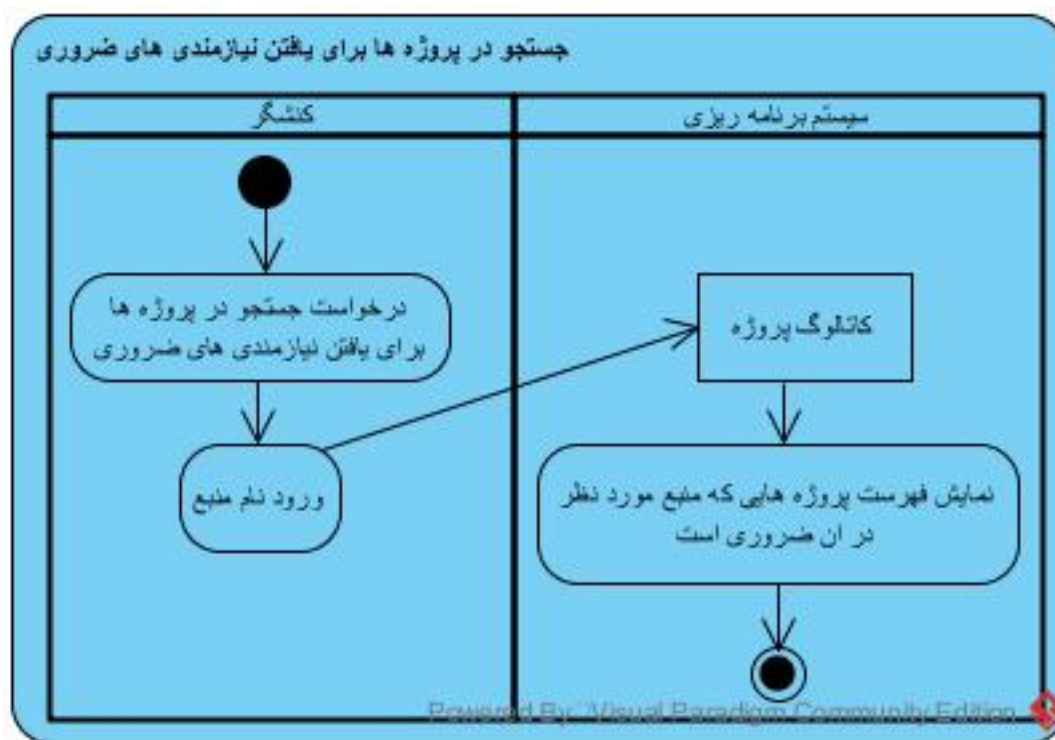 جستجو در پروژه ها برای یافتن نیازمندی های ضروری
کنشگر
سیستم برنامه ریزی
درخواست جستجو در پروژه ها
برای یافتن نیازمندی های ضروری
ورود نام منبع
کاتالوگ پروژه
نمایش فهرست پروژه هایی که منبع مورد نظر
در ان ضروری است
Powered By Visual Paradigm Community Edition